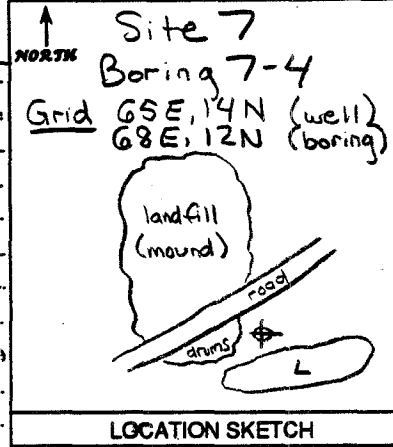 Site 7
NORTH
Boring 7-4
Grid 65E, 14N (well)
68E, 12N (boring)
landfill
(mound)
road
drums
L
LOCATION SKETCH